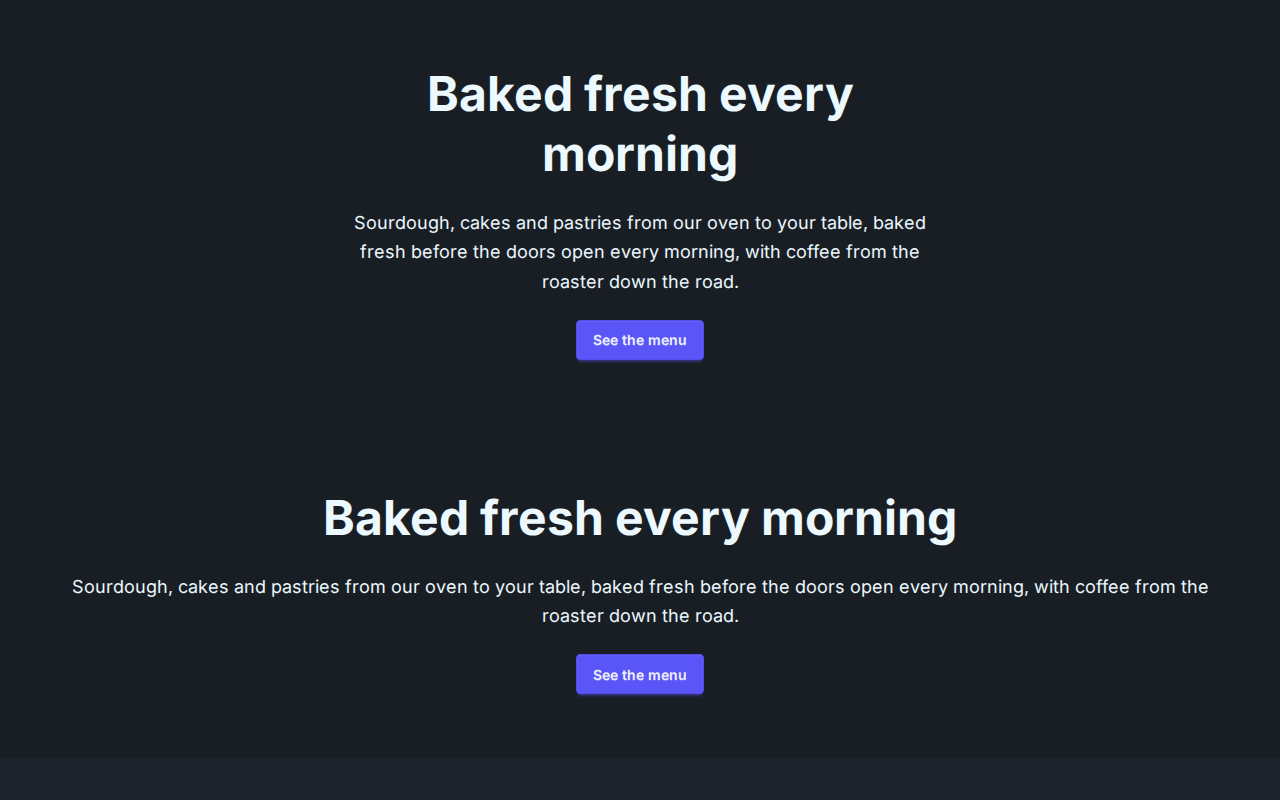 Baked fresh every
morning
Sourdough, cakes and pastries from our oven to your table, baked
fresh before the doors open every morning, with coffee from the
roaster down the road.
See the menu
Baked fresh every morning
Sourdough, cakes and pastries from our oven to your table, baked fresh before the doors open every morning, with coffee from the
roaster down the road.
See the menu